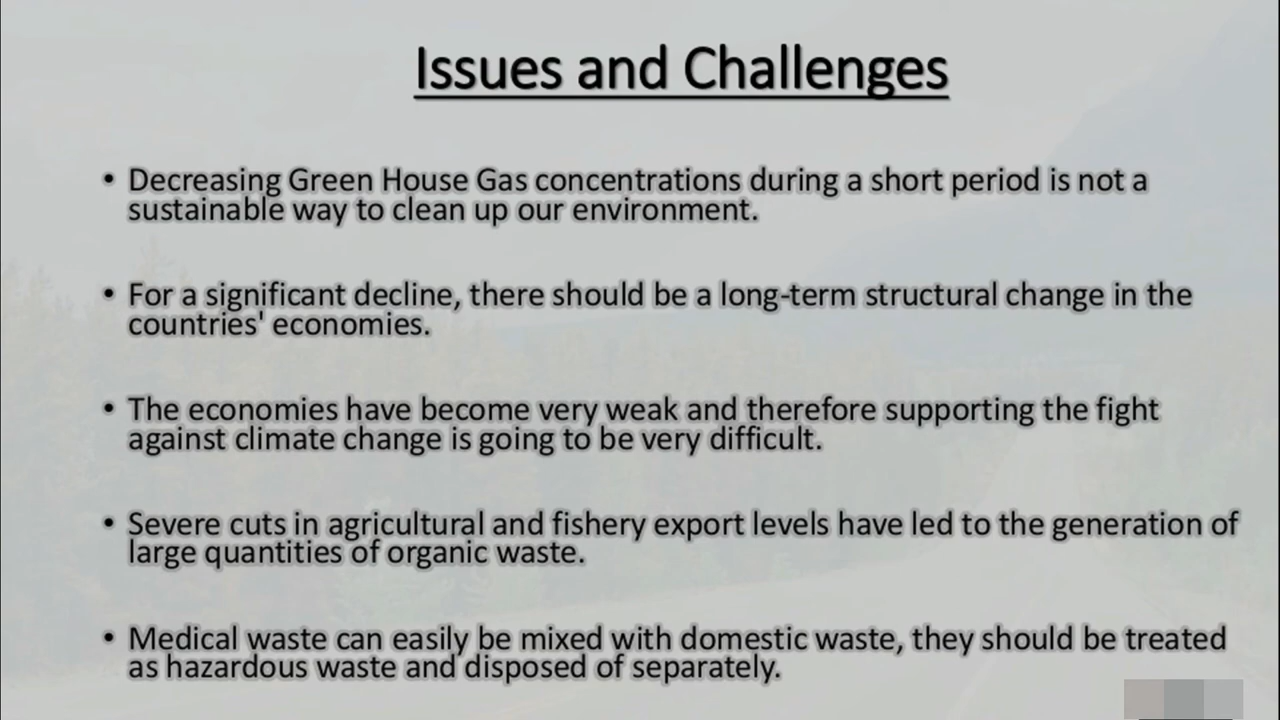 Issues and Challenges
• Decreasing Green House Gas concentrations during a short period is not a
sustainable way to clean up our environment.
• For a significant decline, there should be a long-term structural change in the
countries' economies.
• The economies have become very weak and therefore supporting the fight
against climate change is going to be very difficult.
• Severe cuts in agricultural and fishery export levels have led to the generation of
large quantities of organic waste.
• Medical waste can easily be mixed with domestic waste, they should be treated
as hazardous waste and disposed of separately.